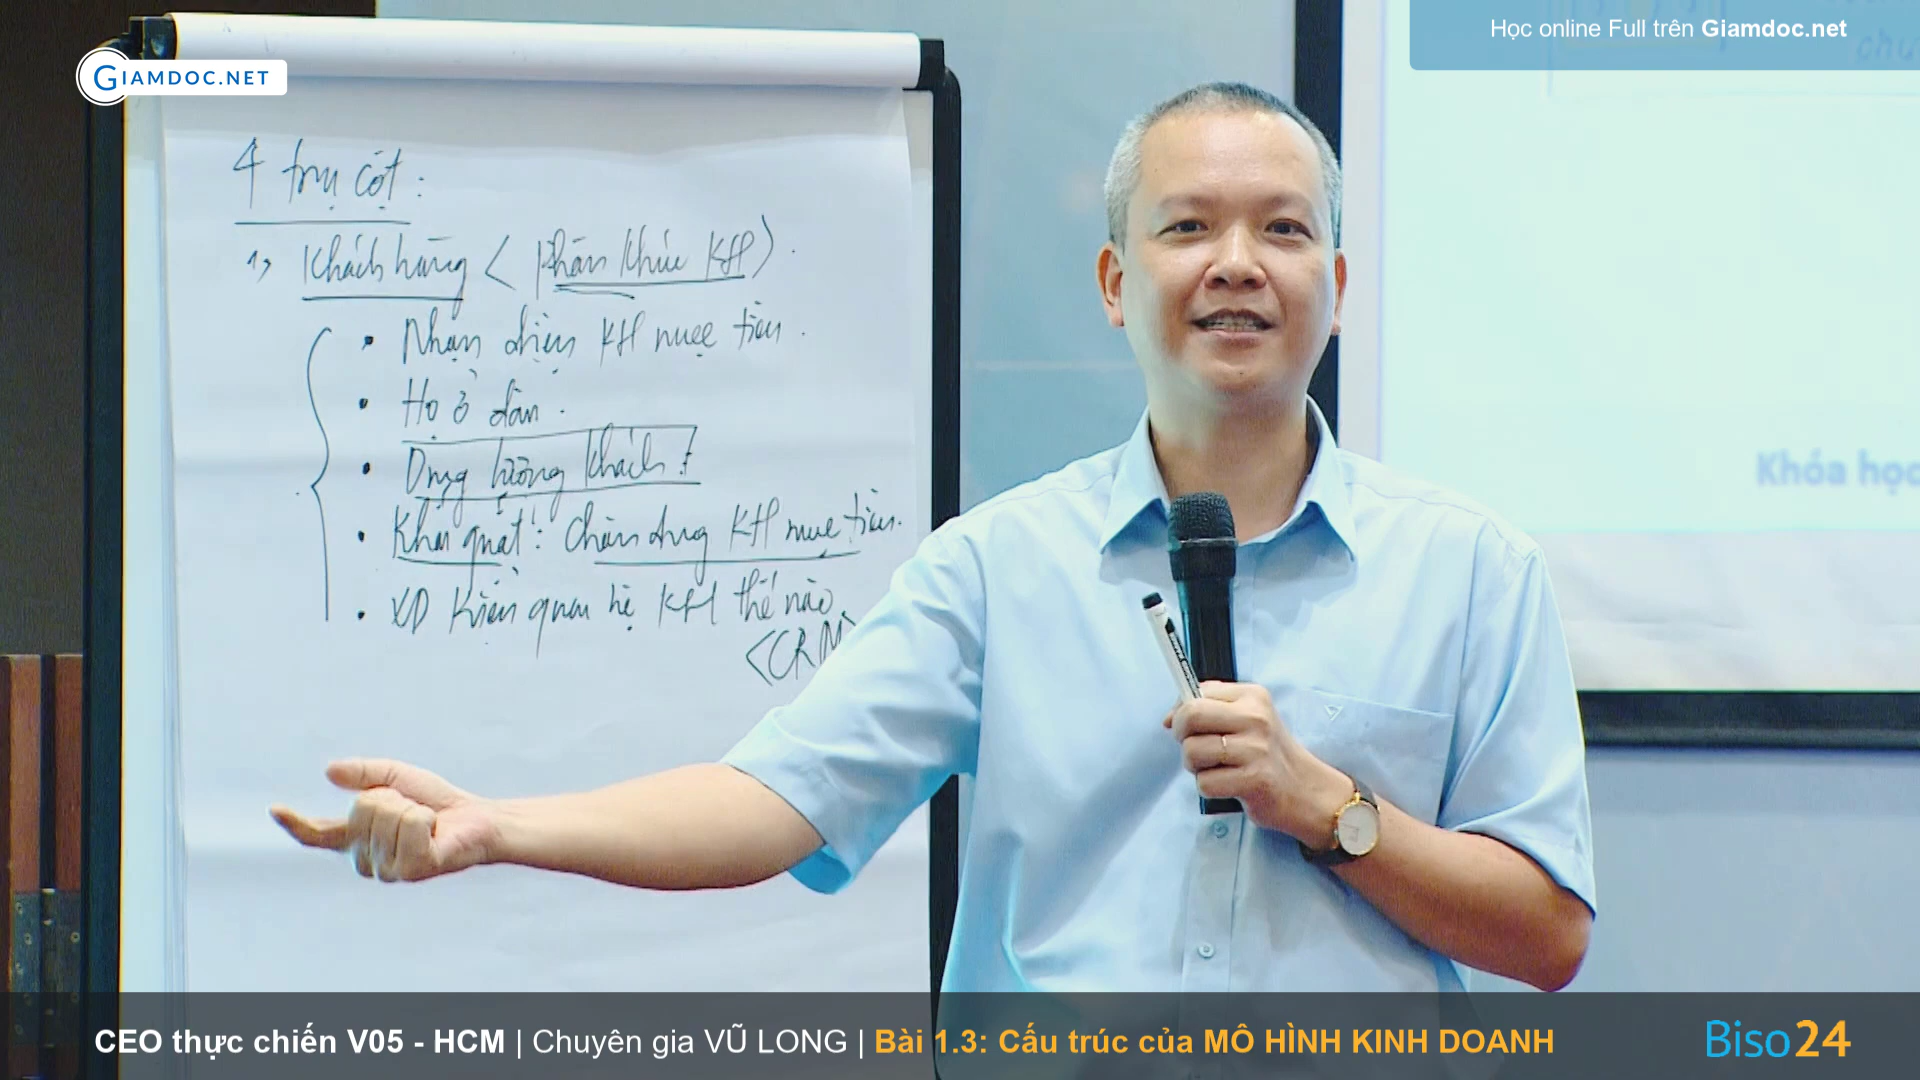 Học online Full trên Giamdoc.net
GIAMDOC.NET
4 trụ cột:
1, Khách hàng < phân khúc KH).
• Nhận diện KH mục tiêu.
• Họ ở đâu.
• Dung lượng khách?
• Khái quát: Chân dung KH mục tiêu.
• XD K quan hệ KH thế nào.
<CRM>
Khóa học
CEO thực chiến V05 - HCM | Chuyên gia VŨ LONG | Bài 1.3: Cấu trúc của MÔ HÌNH KINH DOANH
Biso24